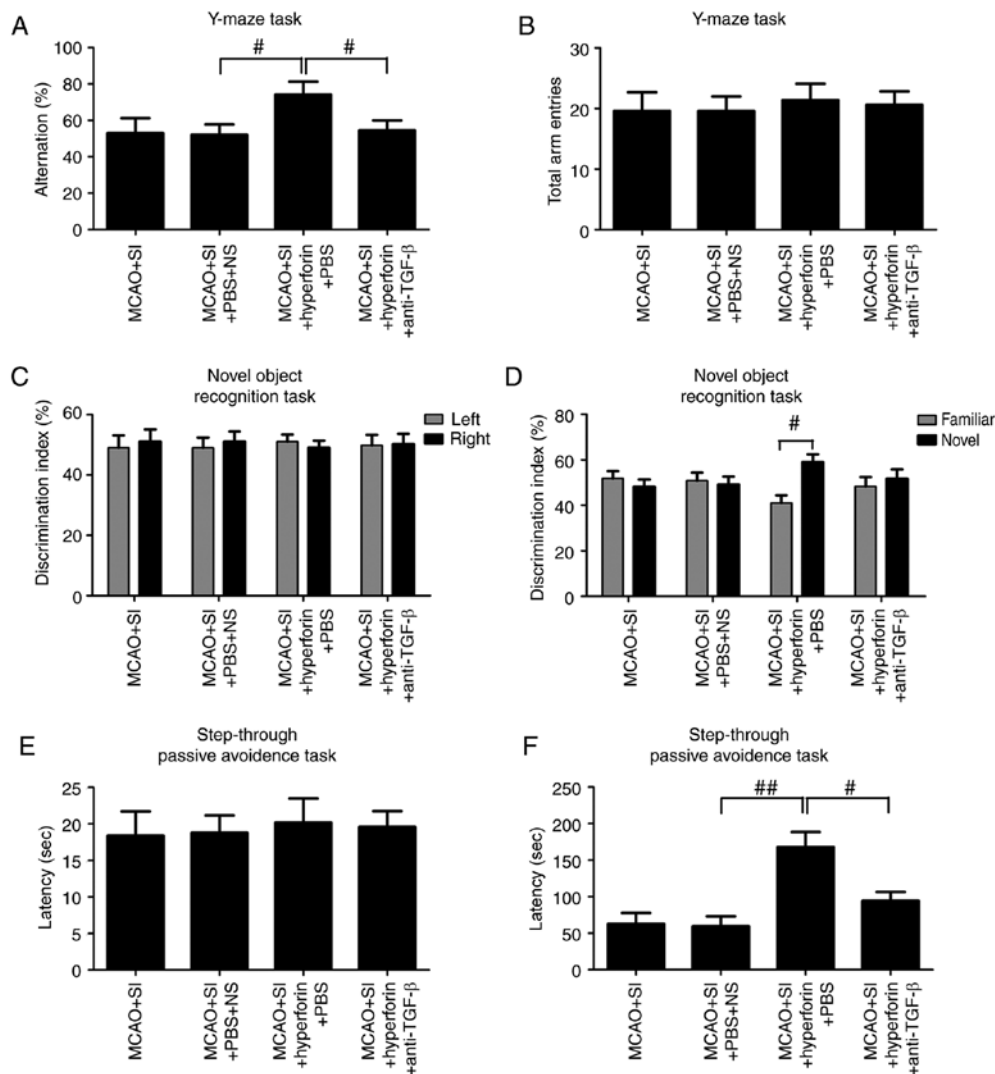 A
Y-maze task
#
#
Alternation (%)
100
80
60
40
20
0
MCAO+SI
MCAO+SI
+PBS+NS
MCAO+SI
+hyperforin
+PBS
MCAO+SI
+hyperforin
+anti-TGF-β
B
Y-maze task
Total arm entries
30
20
10
0
MCAO+SI
MCAO+SI
+PBS+NS
MCAO+SI
+hyperforin
+PBS
MCAO+SI
+hyperforin
+anti-TGF-β
C
Novel object
recognition task
Discrimination index (%)
60
40
20
0
Left
Right
MCAO+SI
MCAO+SI
+PBS+NS
MCAO+SI
+hyperforin
+PBS
MCAO+SI
+hyperforin
+anti-TGF-β
D
Novel object
recognition task
Discrimination index (%)
80
60
40
20
0
#
Familiar
Novel
MCAO+SI
MCAO+SI
+PBS+NS
MCAO+SI
+hyperforin
+PBS
MCAO+SI
+hyperforin
+anti-TGF-β
E
Step-through
passive avoidence task
Latency (sec)
25
20
15
10
5
0
MCAO+SI
MCAO+SI
+PBS+NS
MCAO+SI
+hyperforin
+PBS
MCAO+SI
+hyperforin
+anti-TGF-β
F
Step-through
passive avoidence task
##
#
Latency (sec)
250
200
150
100
50
0
MCAO+SI
MCAO+SI
+PBS+NS
MCAO+SI
+hyperforin
+PBS
MCAO+SI
+hyperforin
+anti-TGF-β